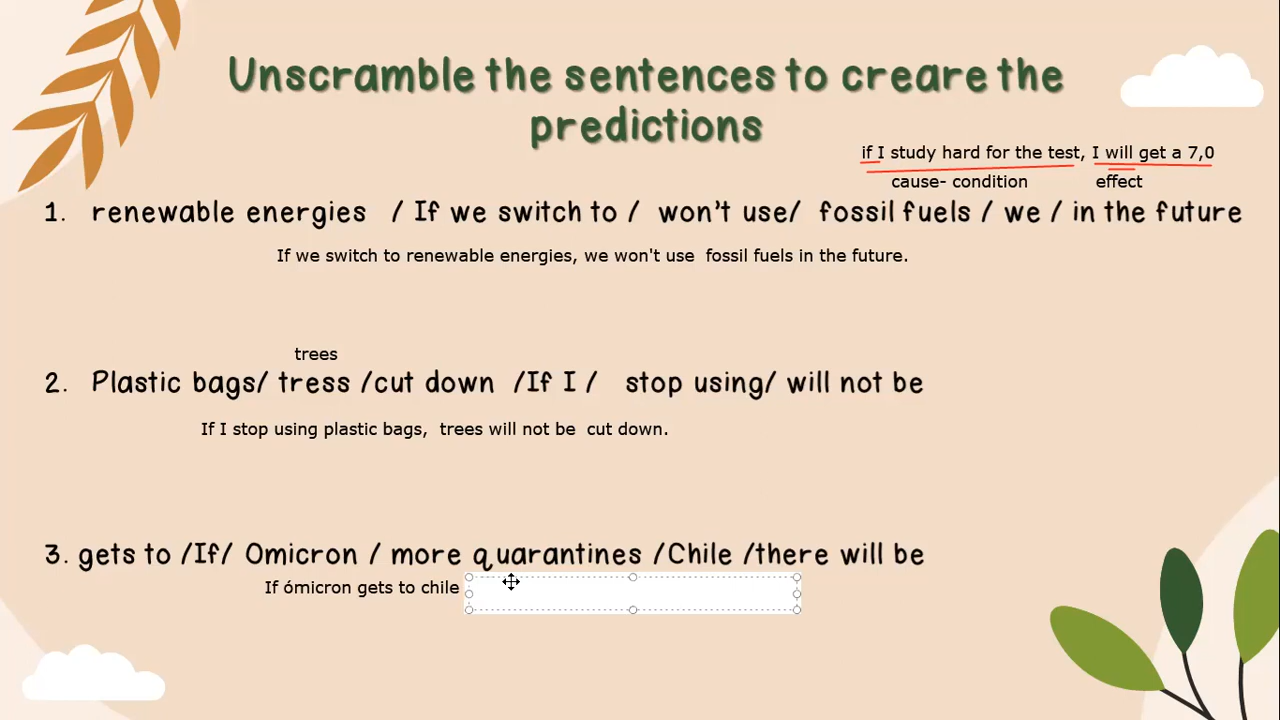 Unscramble the sentences to creare the
predictions
if I study hard for the test, I will get a 7,0
cause- condition effect
1. renewable energies / If we switch to / won't use/ fossil fuels / we / in the future
If we switch to renewable energies, we won't use fossil fuels in the future.
trees
2. Plastic bags/ tress /cut down /If I / stop using/ will not be
If I stop using plastic bags, trees will not be cut down.
3. gets to /If/ Omicron / more quarantines /Chile /there will be
If ómicron gets to chile